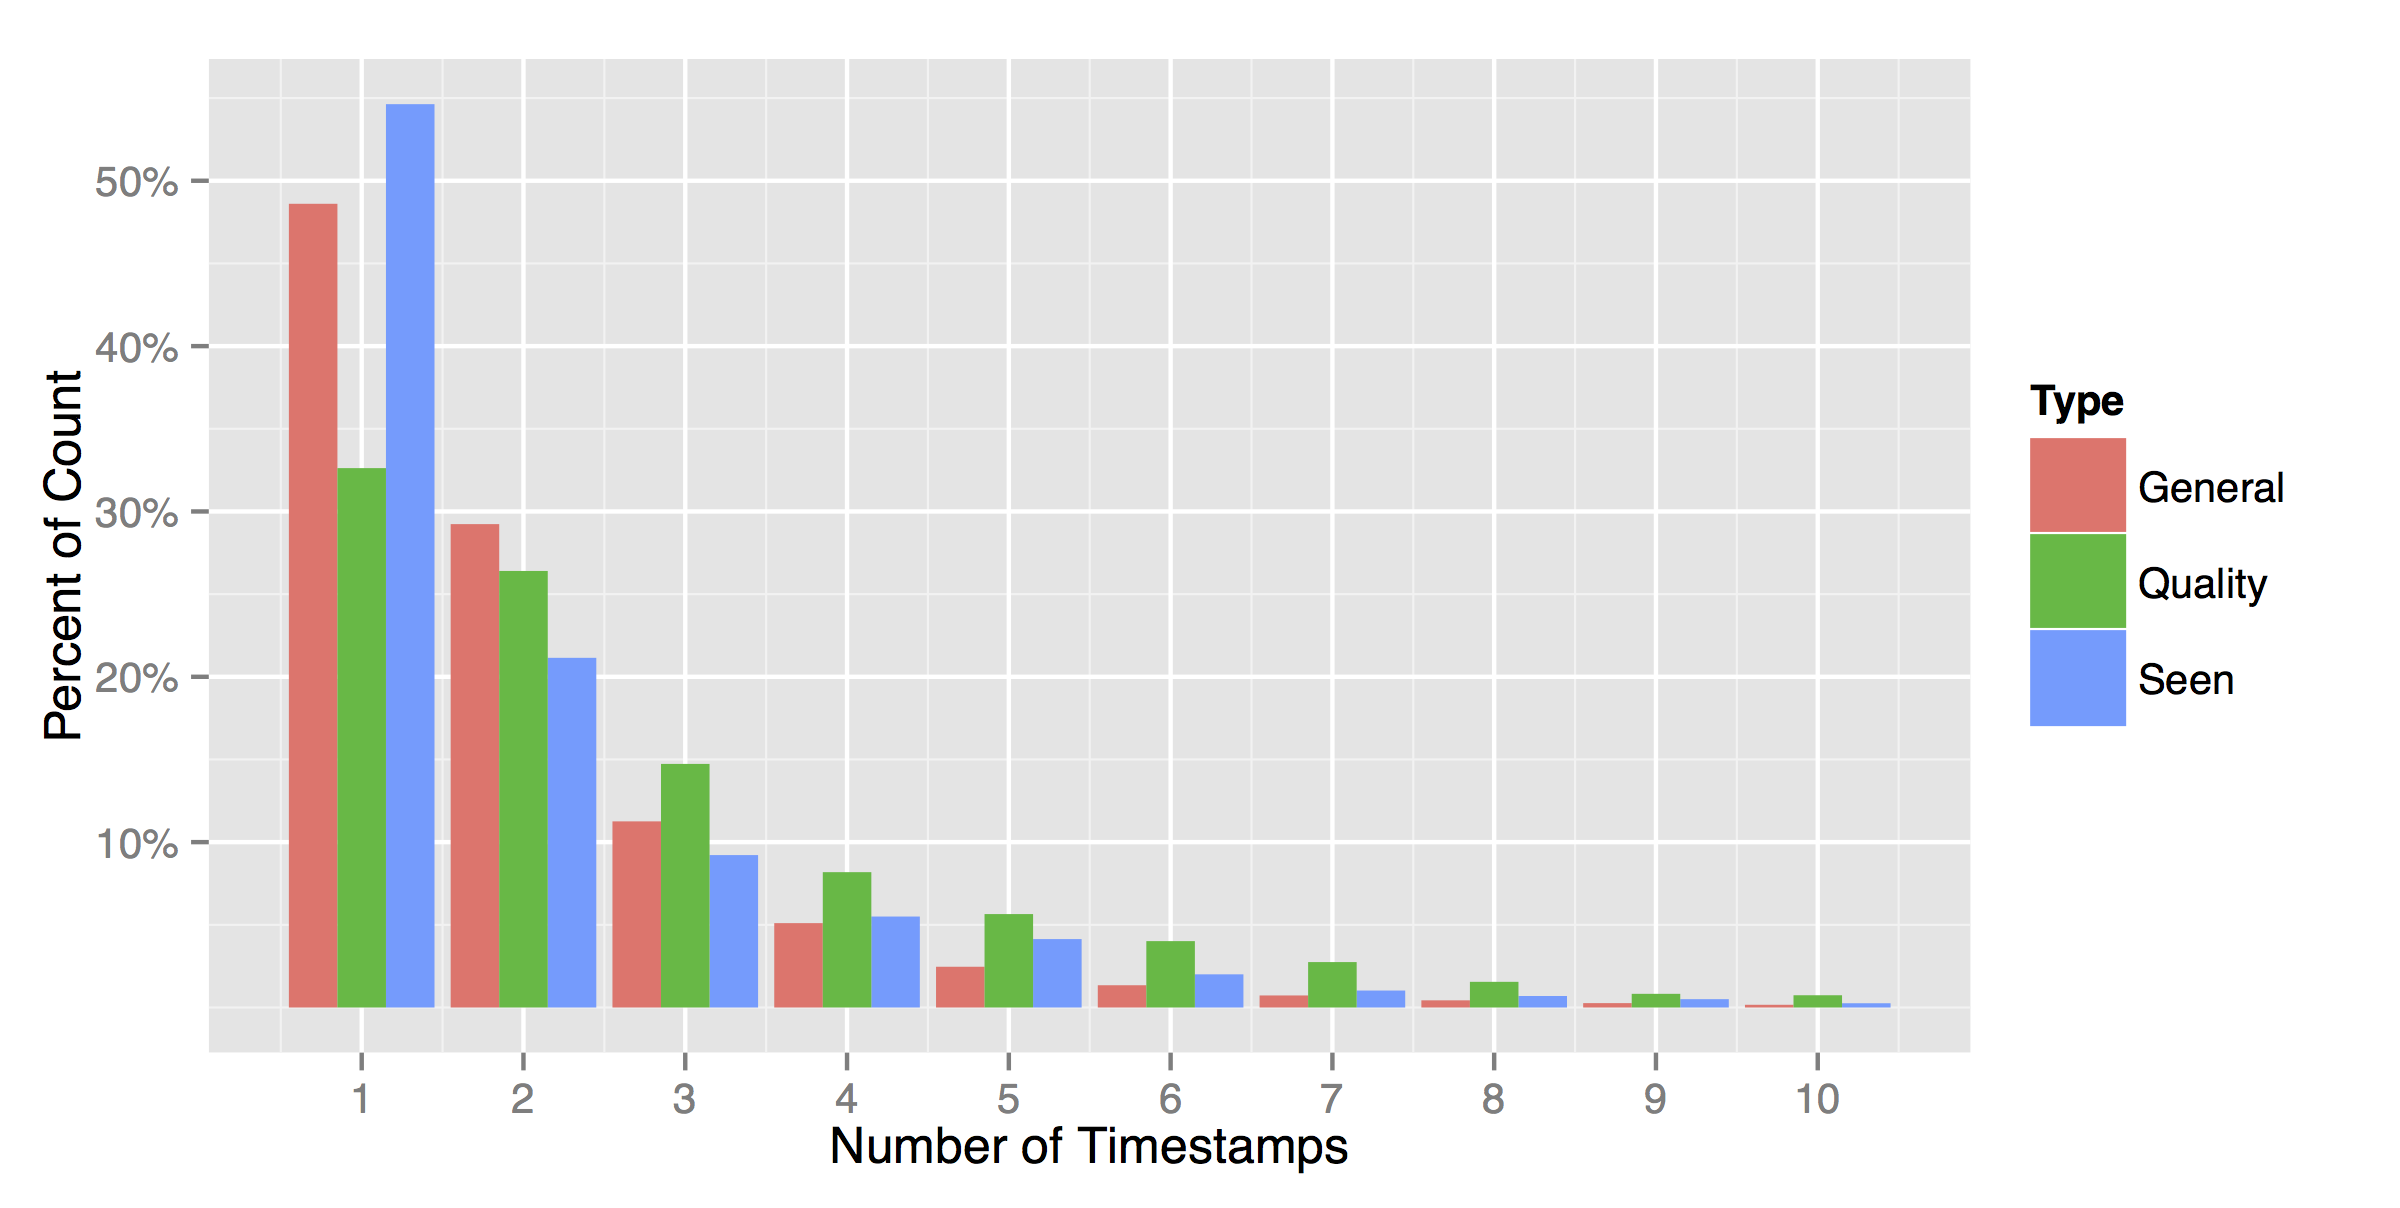 Percent of Count
50%
40%
30%
20%
10%
1 2 3 4 5 6 7 8 9 10
Number of Timestamps
Type
General
Quality
Seen